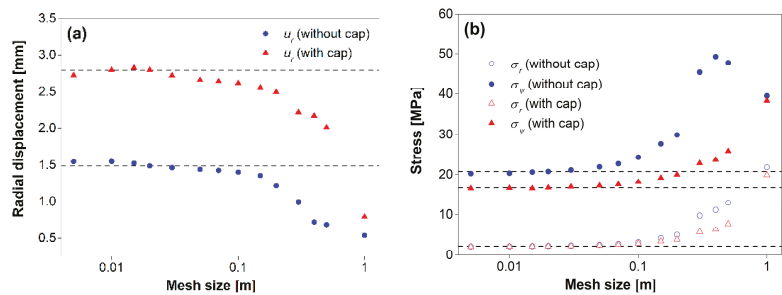 (a)
u_r (without cap)
u_r (with cap)
Radial displacement [mm]
3.5
3.0
2.5
2.0
1.5
1.0
0.5
0.01
0.1
1
Mesh size [m]
(b)
σ_r (without cap)
σ_ψ (without cap)
σ_r (with cap)
σ_ψ (with cap)
Stress [MPa]
60
50
40
30
20
10
0
0.01
0.1
1
Mesh size [m]